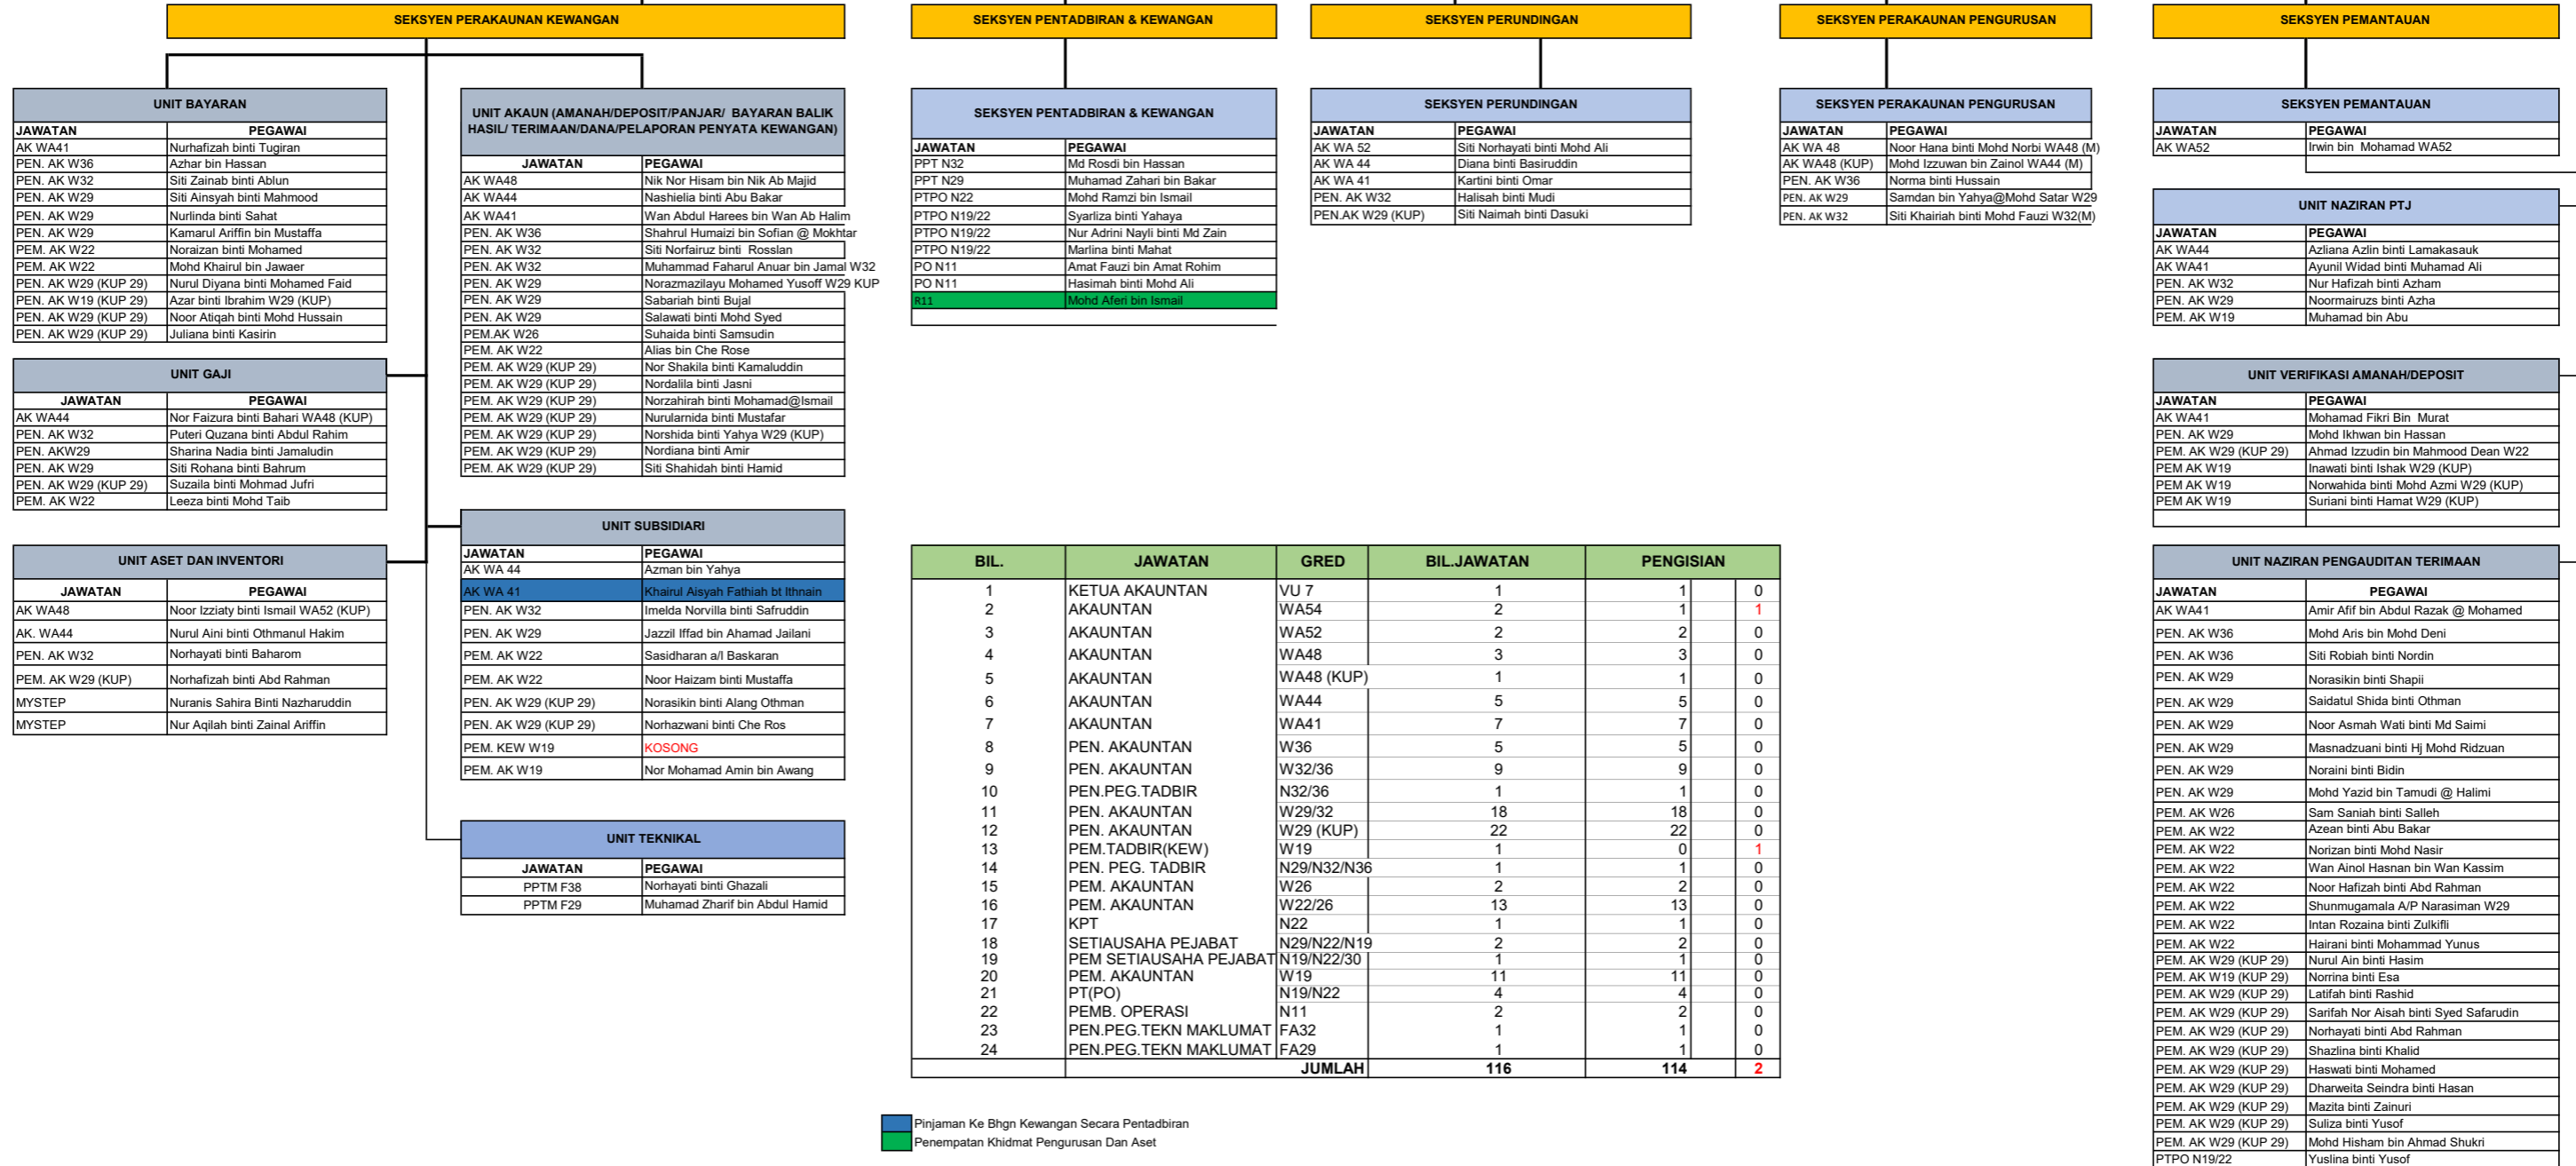 SEKSYEN PERAKAUNAN KEWANGAN
SEKSYEN PENTADBIRAN & KEWANGAN
SEKSYEN PERUNDINGAN
SEKSYEN PERAKAUNAN PENGURUSAN
SEKSYEN PEMANTAUAN
UNIT BAYARAN
JAWATAN PEGAWAI
AK WA41 Nurhafizah binti Tugiran
PEN. AK W36 Azhar bin Hassan
PEN. AK W32 Siti Zainab binti Ablun
PEN. AK W29 Siti Ainsyah binti Mahmood
PEN. AK W29 Nurlinda binti Sahat
PEN. AK W29 Kamarul Ariffin bin Mustaffa
PEM. AK W22 Noraizan binti Mohamed
PEM. AK W22 Mohd Khairul bin Jawaer
PEN. AK W29 (KUP 29) Nurul Diyana binti Mohamed Faid
PEN. AK W19 (KUP 29) Azar binti Ibrahim W29 (KUP)
PEN. AK W29 (KUP 29) Noor Atiqah binti Mohd Hussain
PEN. AK W29 (KUP 29) Juliana binti Kasirin
UNIT GAJI
JAWATAN PEGAWAI
AK WA44 Nor Faizura binti Bahari WA48 (KUP)
PEN. AK W32 Puteri Quzana binti Abdul Rahim
PEN. AKW29 Sharina Nadia binti Jamaludin
PEN. AK W29 Siti Rohana binti Bahrum
PEN. AK W29 (KUP 29) Suzaila binti Mohmad Jufri
PEM. AK W22 Leeza binti Mohd Taib
UNIT ASET DAN INVENTORI
JAWATAN PEGAWAI
AK WA48 Noor Izziaty binti Ismail WA52 (KUP)
AK. WA44 Nurul Aini binti Othmanul Hakim
PEN. AK W32 Norhayati binti Baharom
PEM. AK W29 (KUP) Norhafizah binti Abd Rahman
MYSTEP Nuranis Sahira Binti Nazharuddin
MYSTEP Nur Aqilah binti Zainal Ariffin
UNIT AKAUN (AMANAH/DEPOSIT/PANJAR/ BAYARAN BALIK
HASIL/ TERIMAAN/DANA/PELAPORAN PENYATA KEWANGAN)
JAWATAN PEGAWAI
AK WA48 Nik Nor Hisam bin Nik Ab Majid
AK WA44 Nashielia binti Abu Bakar
AK WA41 Wan Abdul Harees bin Wan Ab Halim
PEN. AK W36 Shahrul Humaizi bin Sofian @ Mokhtar
PEN. AK W32 Siti Norfairuz binti Rosslan
PEN. AK W32 Muhammad Faharul Anuar bin Jamal W32
PEN. AK W29 Norazmazilayu Mohamed Yusoff W29 KUP
PEN. AK W29 Sabariah binti Bujal
PEN. AK W29 Salawati binti Mohd Syed
PEM.AK W26 Suhaida binti Samsudin
PEM. AK W22 Alias bin Che Rose
PEM. AK W29 (KUP 29) Nor Shakila binti Kamaluddin
PEM. AK W29 (KUP 29) Nordalila binti Jasni
PEM. AK W29 (KUP 29) Norzahirah binti Mohamad@Ismail
PEM. AK W29 (KUP 29) Nurularnida binti Mustafar
PEM. AK W29 (KUP 29) Norshida binti Yahya W29 (KUP)
PEM. AK W29 (KUP 29) Nordiana binti Amir
PEM. AK W29 (KUP 29) Siti Shahidah binti Hamid
UNIT SUBSIDIARI
JAWATAN PEGAWAI
AK WA 44 Azman bin Yahya
AK WA 41 Khairul Aisyah Fathiah bt Ithnain
PEN. AK W32 Imelda Norvilla binti Safruddin
PEN. AK W29 Jazzil Iffad bin Ahamad Jailani
PEM. AK W22 Sasidharan a/l Baskaran
PEM. AK W22 Noor Haizam binti Mustaffa
PEN. AK W29 (KUP 29) Norasikin binti Alang Othman
PEN. AK W29 (KUP 29) Norhazwani binti Che Ros
PEM. KEW W19 KOSONG
PEM. AK W19 Nor Mohamad Amin bin Awang
UNIT TEKNIKAL
JAWATAN PEGAWAI
PPTM F38 Norhayati binti Ghazali
PPTM F29 Muhamad Zharif bin Abdul Hamid
SEKSYEN PENTADBIRAN & KEWANGAN
JAWATAN PEGAWAI
PPT N32 Md Rosdi bin Hassan
PPT N29 Muhamad Zahari bin Bakar
PTPO N22 Mohd Ramzi bin Ismail
PTPO N19/22 Syarliza binti Yahaya
PTPO N19/22 Nur Adrini Nayli binti Md Zain
PTPO N19/22 Marlina binti Mahat
PO N11 Amat Fauzi bin Amat Rohim
PO N11 Hasimah binti Mohd Ali
R11 Mohd Aferi bin Ismail
SEKSYEN PERUNDINGAN
JAWATAN PEGAWAI
AK WA 52 Siti Norhayati binti Mohd Ali
AK WA 44 Diana binti Basiruddin
AK WA 41 Kartini binti Omar
PEN. AK W32 Halisah binti Mudi
PEN.AK W29 (KUP) Siti Naimah binti Dasuki
SEKSYEN PERAKAUNAN PENGURUSAN
JAWATAN PEGAWAI
AK WA 48 Noor Hana binti Mohd Norbi WA48 (M)
AK WA48 (KUP) Mohd Izzuwan bin Zainol WA44 (M)
PEN. AK W36 Norma binti Hussain
PEN. AK W29 Samdan bin Yahya@Mohd Satar W29
PEN. AK W32 Siti Khairiah binti Mohd Fauzi W32(M)
SEKSYEN PEMANTAUAN
JAWATAN PEGAWAI
AK WA52 Irwin bin Mohamad WA52
UNIT NAZIRAN PTJ
JAWATAN PEGAWAI
AK WA44 Azliana Azlin binti Lamakasauk
AK WA41 Ayunil Widad binti Muhamad Ali
PEN. AK W32 Nur Hafizah binti Azham
PEN. AK W29 Noormairuzs binti Azha
PEM. AK W19 Muhamad bin Abu
UNIT VERIFIKASI AMANAH/DEPOSIT
JAWATAN PEGAWAI
AK WA41 Mohamad Fikri Bin Murat
PEN. AK W29 Mohd Ikhwan bin Hassan
PEM. AK W29 (KUP 29) Ahmad Izzudin bin Mahmood Dean W22
PEM AK W19 Inawati binti Ishak W29 (KUP)
PEM AK W19 Norwahida binti Mohd Azmi W29 (KUP)
PEM AK W19 Suriani binti Hamat W29 (KUP)
UNIT NAZIRAN PENGAUDITAN TERIMAAN
JAWATAN PEGAWAI
AK WA41 Amir Afif bin Abdul Razak @ Mohamed
PEN. AK W36 Mohd Aris bin Mohd Deni
PEN. AK W36 Siti Robiah binti Nordin
PEN. AK W29 Norasikin binti Shapii
PEN. AK W29 Saidatul Shida binti Othman
PEN. AK W29 Noor Asmah Wati binti Md Saimi
PEN. AK W29 Masnadzuani binti Hj Mohd Ridzuan
PEN. AK W29 Noraini binti Bidin
PEN. AK W29 Mohd Yazid bin Tamudi @ Halimi
PEM. AK W26 Sam Saniah binti Salleh
PEM. AK W22 Azean binti Abu Bakar
PEM. AK W22 Norizan binti Mohd Nasir
PEM. AK W22 Wan Ainol Hasnan bin Wan Kassim
PEM. AK W22 Noor Hafizah binti Abd Rahman
PEM. AK W22 Shunmugamala A/P Narasiman W29
PEM. AK W22 Intan Rozaina binti Zulkifli
PEM. AK W22 Hairani binti Mohammad Yunus
PEM. AK W29 (KUP 29) Nurul Ain binti Hasim
PEM. AK W19 (KUP 29) Norrina binti Esa
PEM. AK W29 (KUP 29) Latifah binti Rashid
PEM. AK W29 (KUP 29) Sarifah Nor Aisah binti Syed Safarudin
PEM. AK W29 (KUP 29) Norhayati binti Abd Rahman
PEM. AK W29 (KUP 29) Shazlina binti Khalid
PEM. AK W29 (KUP 29) Haswati binti Mohamed
PEM. AK W29 (KUP 29) Dharweita Seindra binti Hasan
PEM. AK W29 (KUP 29) Mazita binti Zainuri
PEM. AK W29 (KUP 29) Suliza binti Yusof
PEM. AK W29 (KUP 29) Mohd Hisham bin Ahmad Shukri
PTPO N19/22 Yuslina binti Yusof
BIL. JAWATAN GRED BIL.JAWATAN PENGISIAN
1 KETUA AKAUNTAN VU 7 1 1 0
2 AKAUNTAN WA54 2 1 1
3 AKAUNTAN WA52 2 2 0
4 AKAUNTAN WA48 3 3 0
5 AKAUNTAN WA48 (KUP) 1 1 0
6 AKAUNTAN WA44 5 5 0
7 AKAUNTAN WA41 7 7 0
8 PEN. AKAUNTAN W36 5 5 0
9 PEN. AKAUNTAN W32/36 9 9 0
10 PEN.PEG.TADBIR N32/36 1 1 0
11 PEN. AKAUNTAN W29/32 18 18 0
12 PEN. AKAUNTAN W29 (KUP) 22 22 0
13 PEM.TADBIR(KEW) W19 1 0 1
14 PEN. PEG. TADBIR N29/N32/N36 1 1 0
15 PEM. AKAUNTAN W26 2 2 0
16 PEM. AKAUNTAN W22/26 13 13 0
17 KPT N22 1 1 0
18 SETIAUSAHA PEJABAT N29/N22/N19 2 2 0
19 PEM SETIAUSAHA PEJABAT N19/N22/30 1 1 0
20 PEM. AKAUNTAN W19 11 11 0
21 PT(PO) N19/N22 4 4 0
22 PEMB. OPERASI N11 2 2 0
23 PEN.PEG.TEKN MAKLUMAT FA32 1 1 0
24 PEN.PEG.TEKN MAKLUMAT FA29 1 1 0
JUMLAH 116 114 2
Pinjaman Ke Bhgn Kewangan Secara Pentadbiran
Penempatan Khidmat Pengurusan Dan Aset